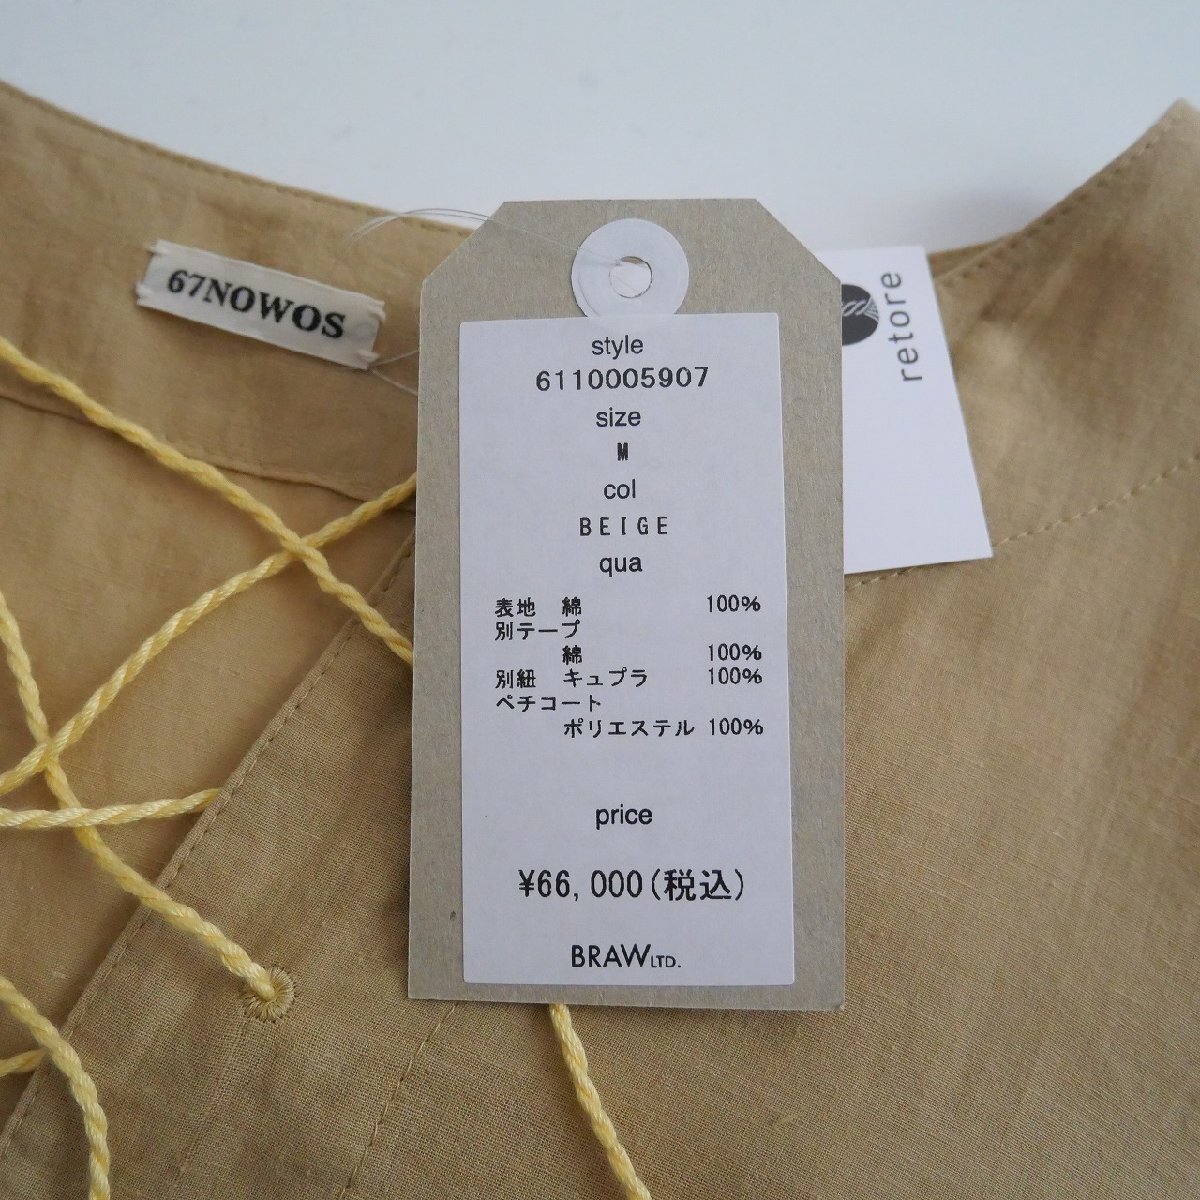 67NOWOS
retore
style
6110005907
size
M
col
BEIGE
qua
表地 綿 100%
別テープ
綿 100%
別紐 キュプラ 100%
ペチコート
ポリエステル 100%
price
¥66,000(税込)
BRAW LTD.